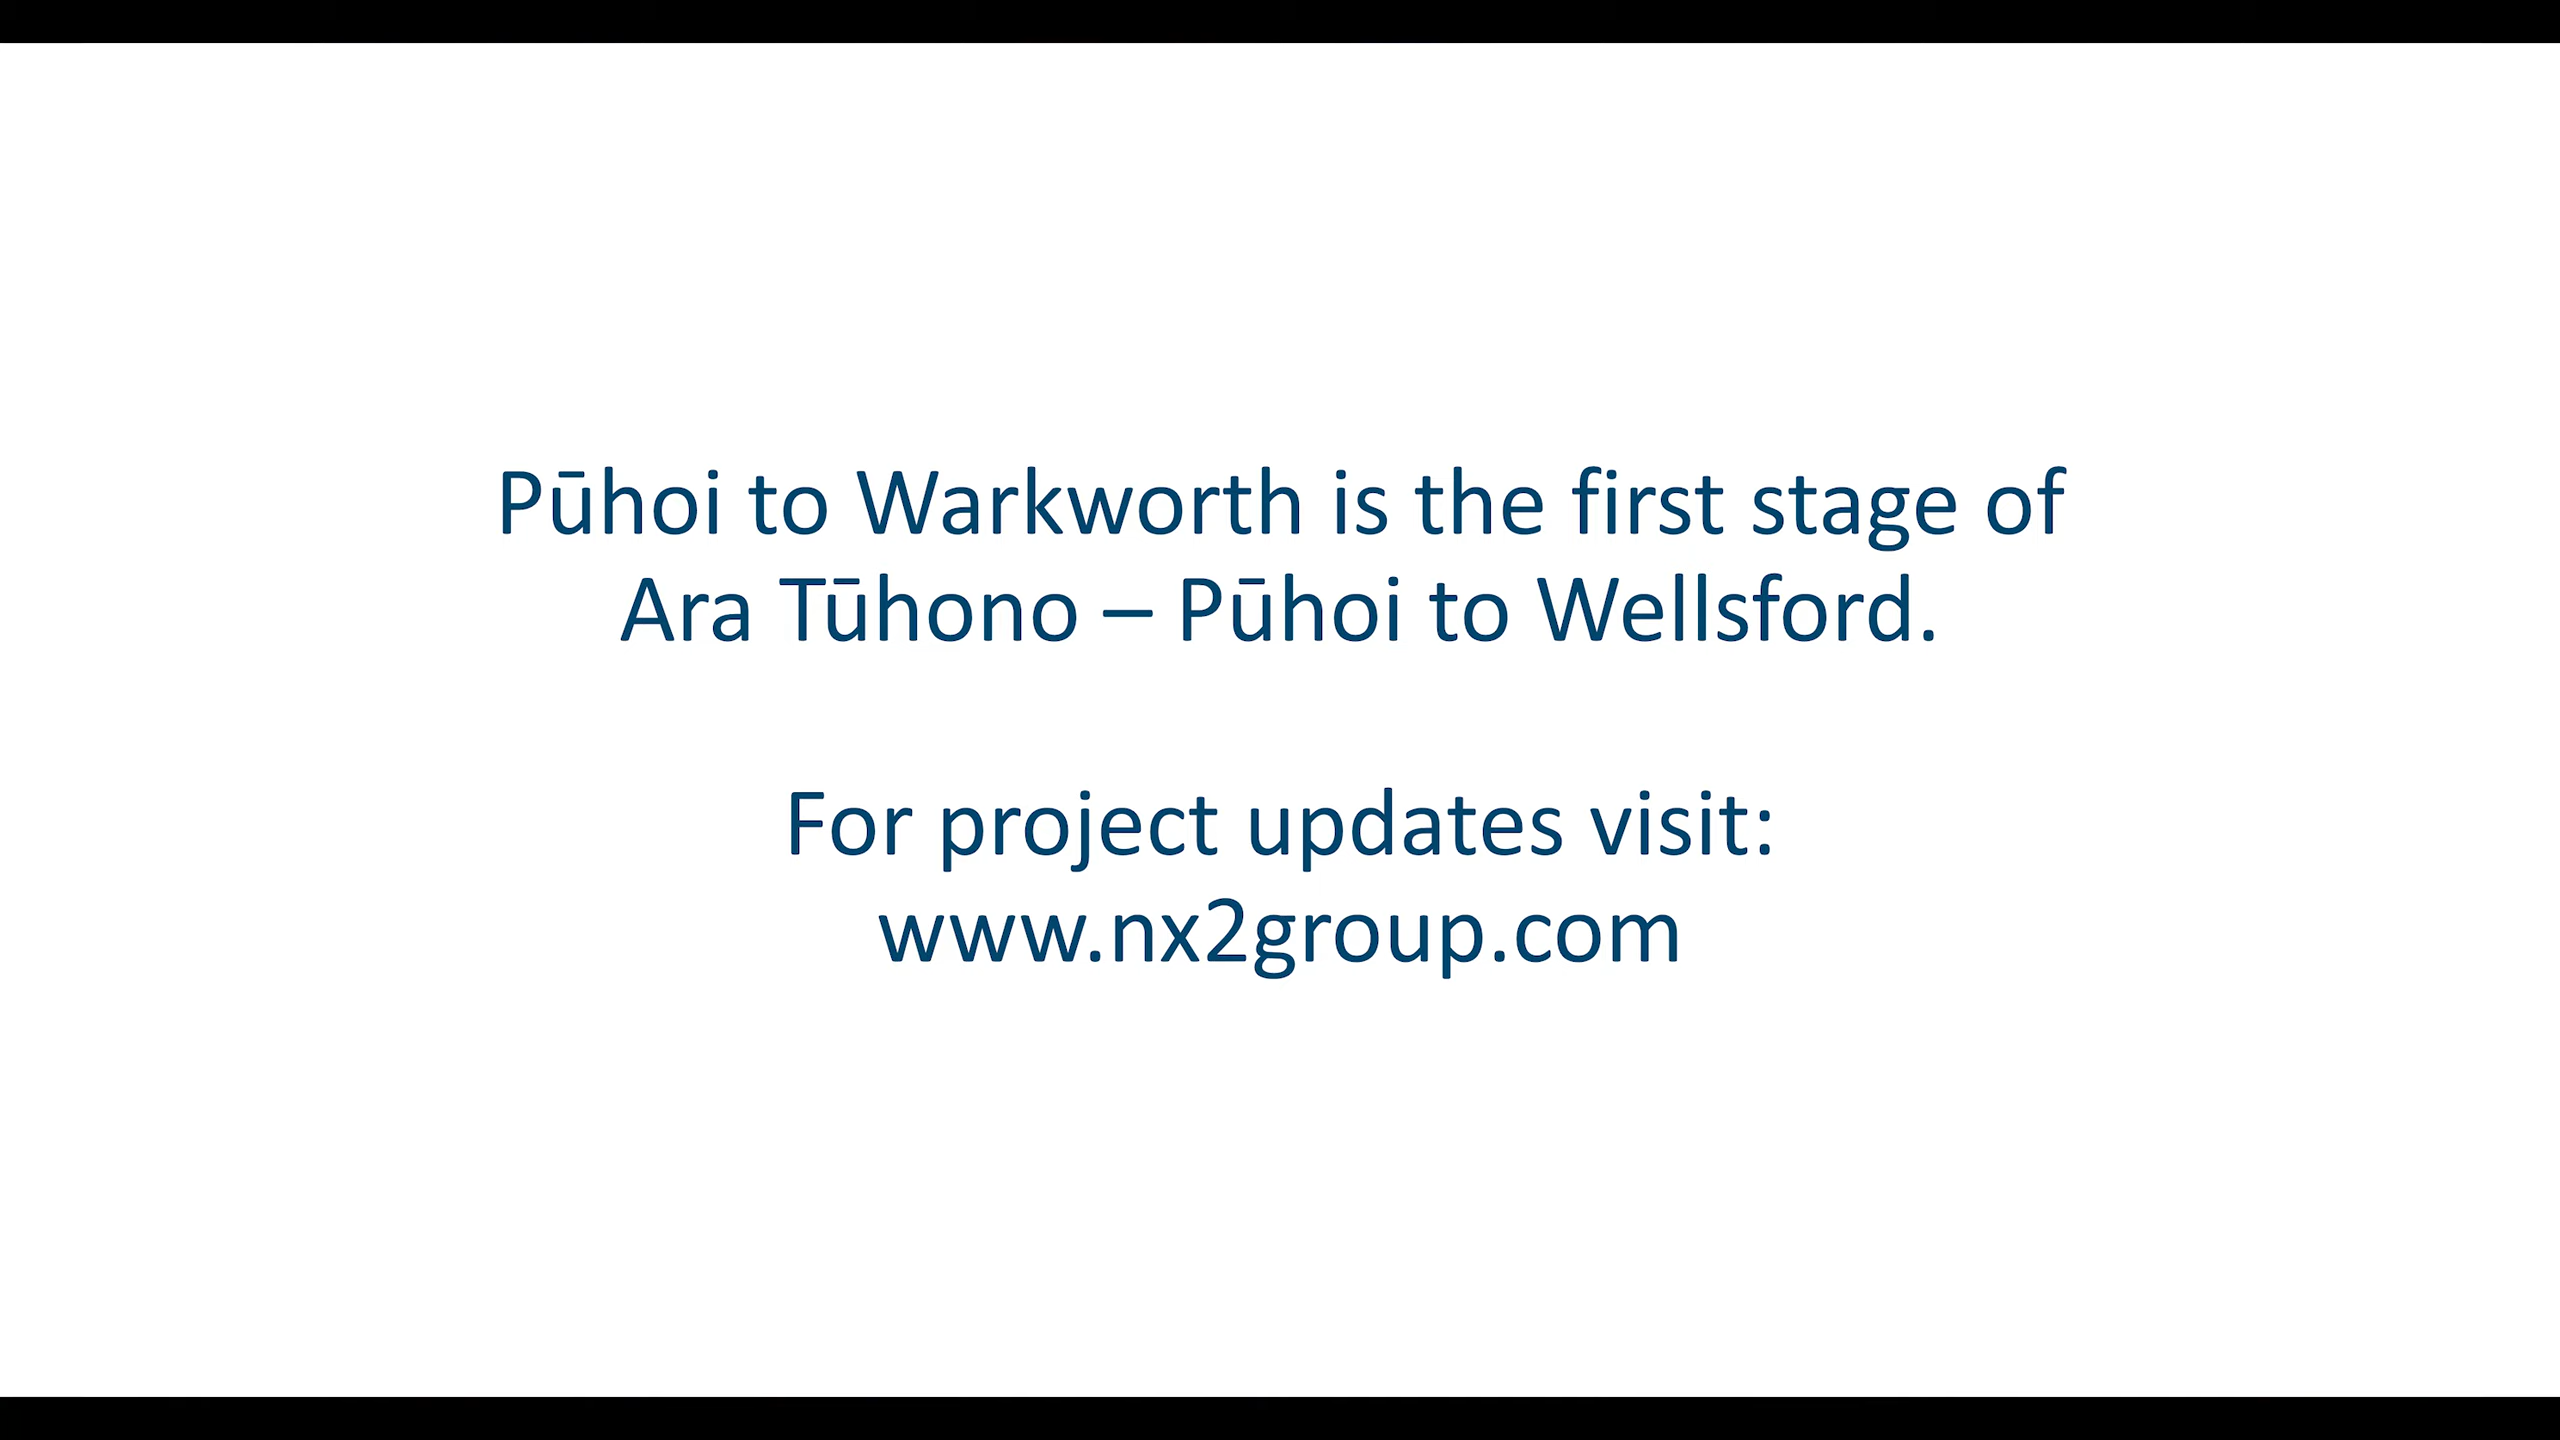 Pūhoi to Warkworth is the first stage of
Ara Tūhono – Pūhoi to Wellsford.
For project updates visit:
www.nx2group.com